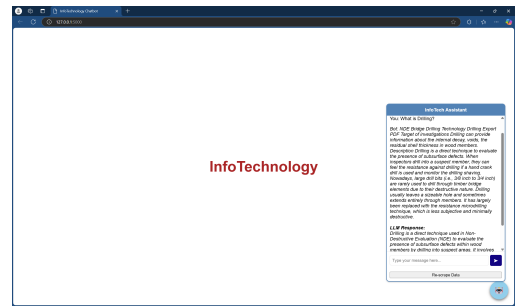 InfoTechnology Chatbot
127.0.0.1:5000
InfoTechnology
InfoTech Assistant
You: What is Drilling?
Bot: NDE Bridge Drilling Technology Drilling Expert
PDF Target of Investigations Drilling can provide
information about the internal decay, voids, the
residual shell thickness in wood members.
Description Drilling is a direct technique to evaluate
the presence of subsurface defects. When
inspectors drill into a suspect member, they can
feel the resistance against drilling if a hand crank
drill is used and monitor the drilling shaving.
Nowadays, large drill bits (i.e., 3/8 inch to 3/4 inch)
are rarely used to drill through timber bridge
elements due to their destructive nature. Drilling
usually leaves a sizeable hole and sometimes
extends entirely through members. It has largely
been replaced with the resistance microdrilling
technique, which is less subjective and minimally
destructive.
LLM Response:
Drilling is a direct technique used in Non-
Destructive Evaluation (NDE) to evaluate the
presence of subsurface defects within wood
members by drilling into suspect areas. It involves
Type your message here...
Re-scrape Data